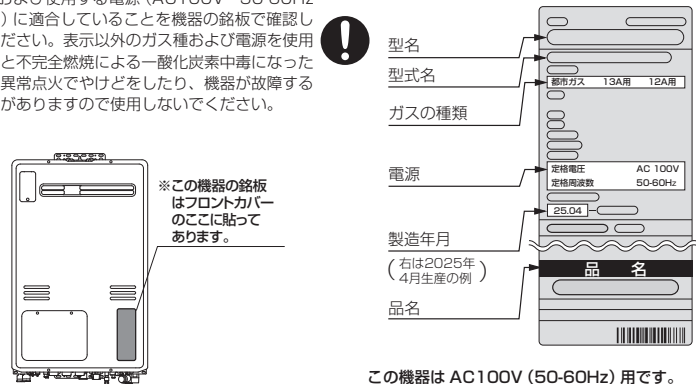 および使用する電源(AC100V 50-60Hz
)に適合していることを機器の銘板で確認し
ださい。表示以外のガス種および電源を使用
と不完全燃焼による一酸化炭素中毒になった
異常点火でやけどをしたり、機器が故障する
がありますので使用しないでください。
※この機器の銘板
はフロントカバー
のここに貼って
あります。
型名
型式名
ガスの種類
都市ガス 13A用 12A用
電源
定格電圧 AC 100V
定格周波数 50-60Hz
25.04
製造年月
(右は2025年
4月生産の例)
品 名
品名
この機器は AC100V(50-60Hz)用です。